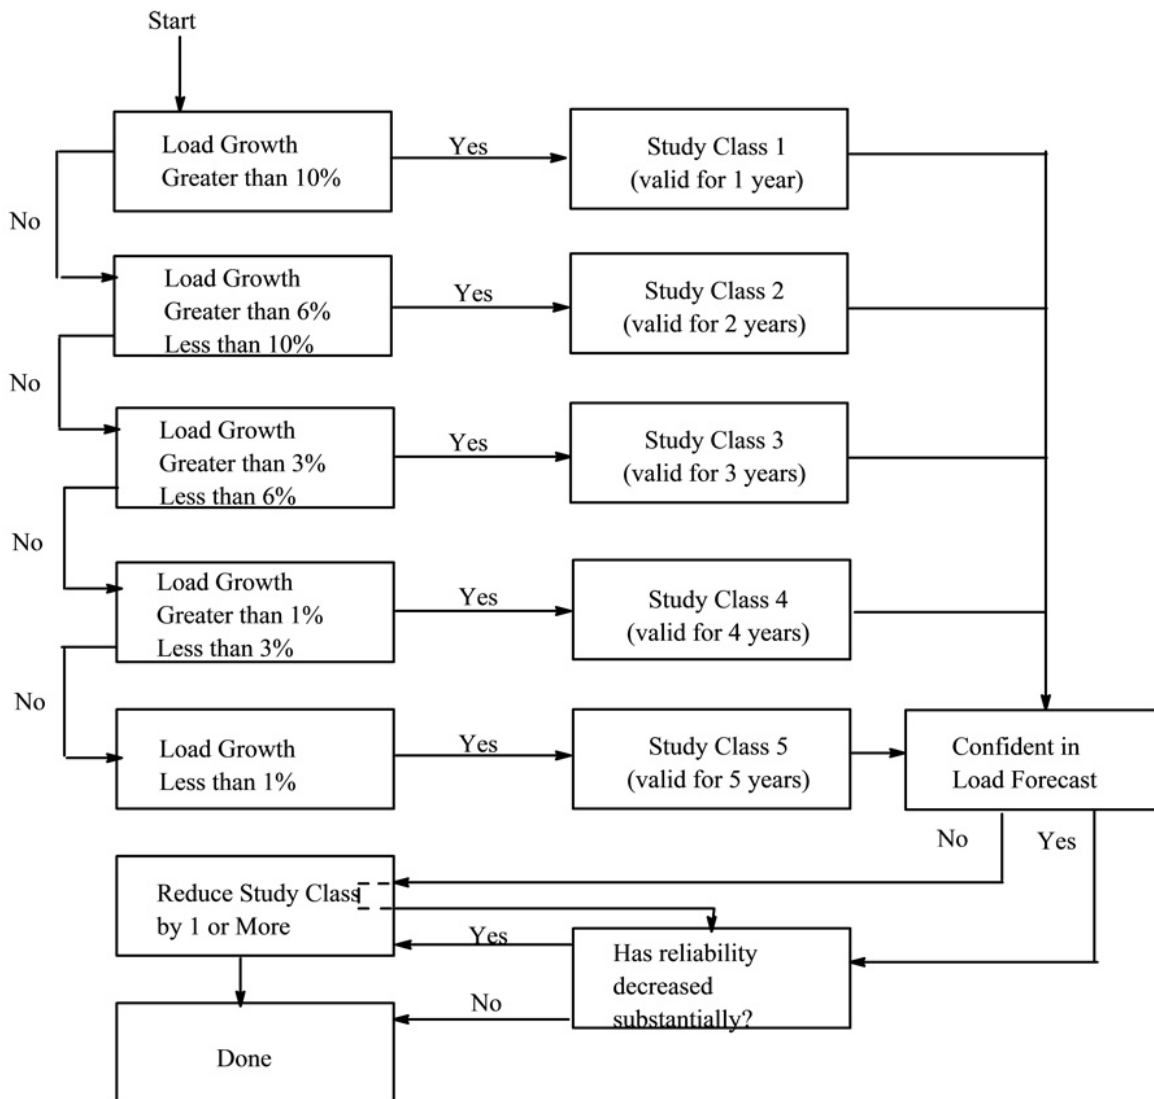 Start
Load Growth
Greater than 10%
Yes
Study Class 1
(valid for 1 year)
No
Load Growth
Greater than 6%
Less than 10%
Yes
Study Class 2
(valid for 2 years)
No
Load Growth
Greater than 3%
Less than 6%
Yes
Study Class 3
(valid for 3 years)
No
Load Growth
Greater than 1%
Less than 3%
Yes
Study Class 4
(valid for 4 years)
No
Load Growth
Less than 1%
Yes
Study Class 5
(valid for 5 years)
Confident in
Load Forecast
No
Yes
Reduce Study Class
by 1 or More
Yes
Has reliability
decreased
substantially?
No
Done